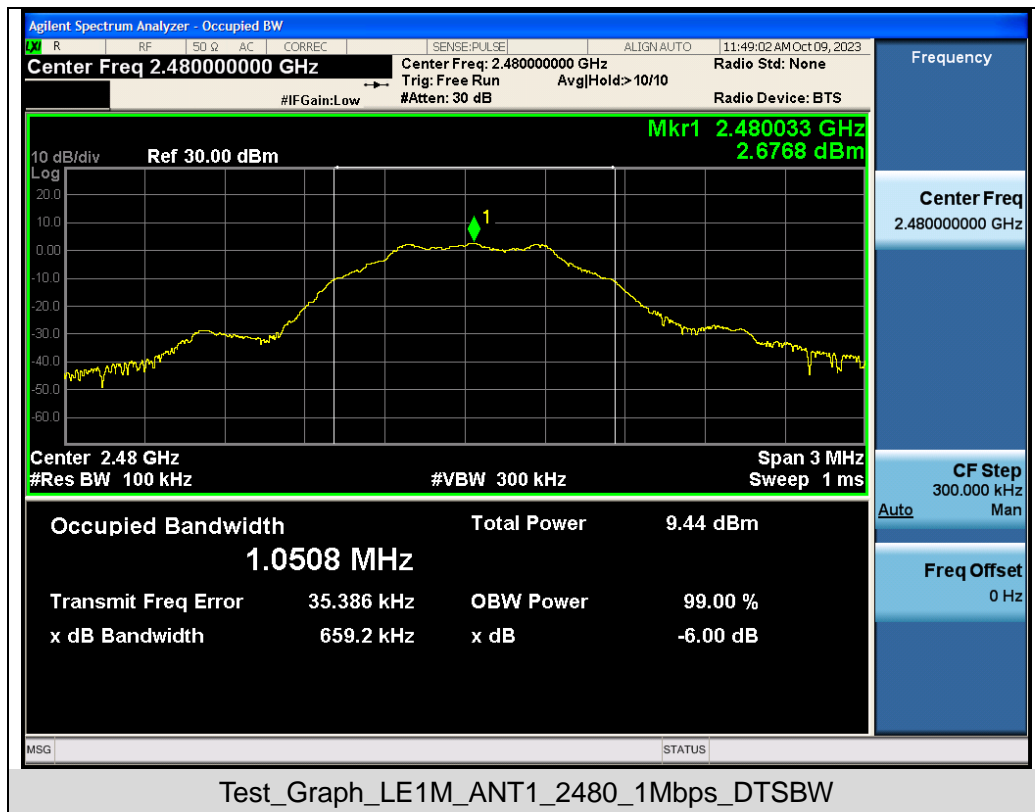 Agilent Spectrum Analyzer - Occupied BW
LXI R RF 50 Ω AC CORREC SENSE:PULSE ALIGN AUTO 11:49:02 AM Oct 09, 2023
Center Freq 2.480000000 GHz
Center Freq: 2.480000000 GHz
Radio Std: None
Trig: Free Run Avg|Hold:> 10/10
#IFGain:Low
#Atten: 30 dB
Radio Device: BTS
Mkr1 2.480033 GHz
2.6768 dBm
10 dB/div Ref 30.00 dBm
Log
20.0
10.0
0.00
-10.0
-20.0
-30.0
-40.0
-50.0
-60.0
1
Center 2.48 GHz
Span 3 MHz
#Res BW 100 kHz
#VBW 300 kHz
Sweep 1 ms
Occupied Bandwidth
Total Power 9.44 dBm
1.0508 MHz
Transmit Freq Error 35.386 kHz
OBW Power 99.00 %
x dB Bandwidth 659.2 kHz
x dB -6.00 dB
Frequency
Center Freq
2.480000000 GHz
CF Step
300.000 kHz
Auto Man
Freq Offset
0 Hz
MSG
STATUS
Test_Graph_LE1M_ANT1_2480_1Mbps_DTSBW